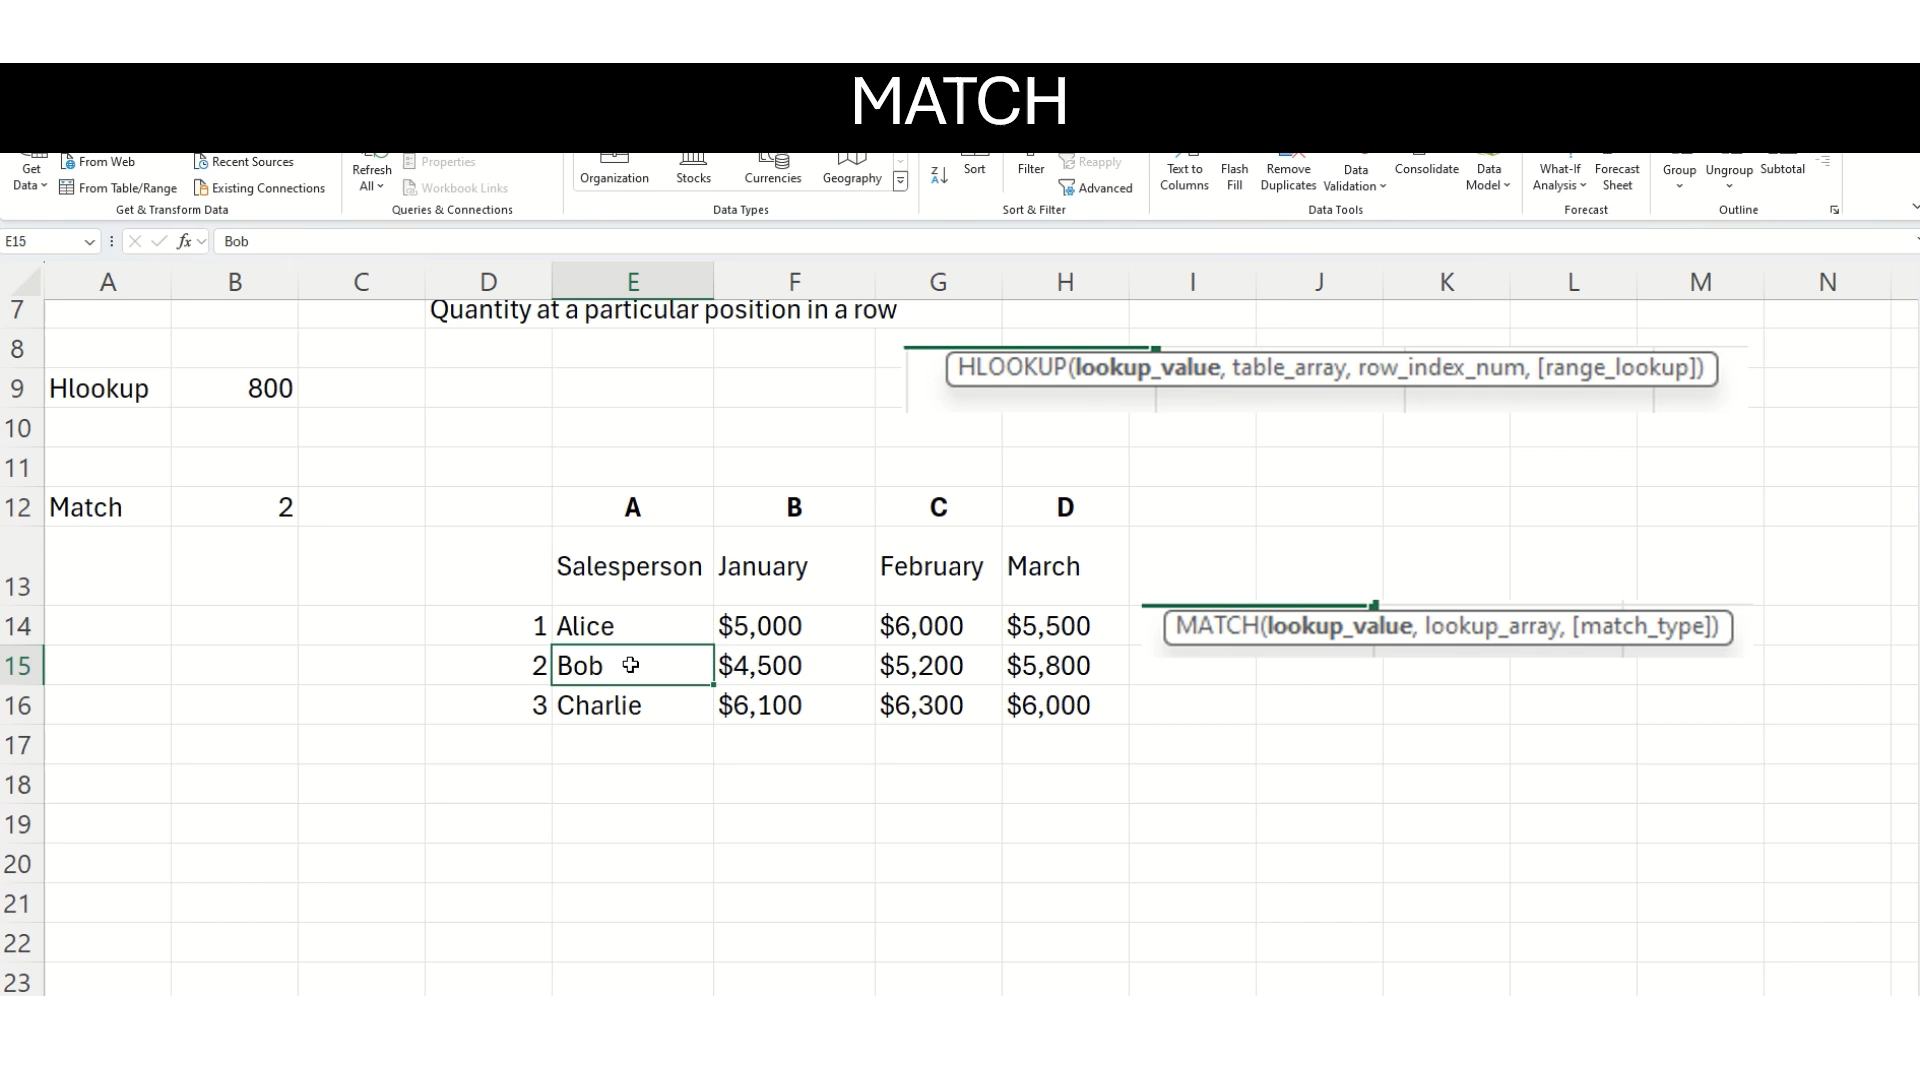 MATCH
Get Data
From Web
From Table/Range
Recent Sources
Existing Connections
Get & Transform Data
Refresh All
Properties
Workbook Links
Queries & Connections
Organization
Stocks
Currencies
Geography
Data Types
Sort
Filter
Reapply
Advanced
Sort & Filter
Text to Columns
Flash Fill
Remove Duplicates
Data Validation
Consolidate
Data Model
Data Tools
What-If Analysis
Forecast Sheet
Forecast
Group
Ungroup
Subtotal
Outline
E15 fx Bob
A B C D E F G H I J K L M N
7 Quantity at a particular position in a row
8 HLOOKUP(lookup_value, table_array, row_index_num, [range_lookup])
9 Hlookup 800
10
11
12 Match 2 A B C D
13 Salesperson January February March
14 1 Alice $5,000 $6,000 $5,500 MATCH(lookup_value, lookup_array, [match_type])
15 2 Bob $4,500 $5,200 $5,800
16 3 Charlie $6,100 $6,300 $6,000
17
18
19
20
21
22
23